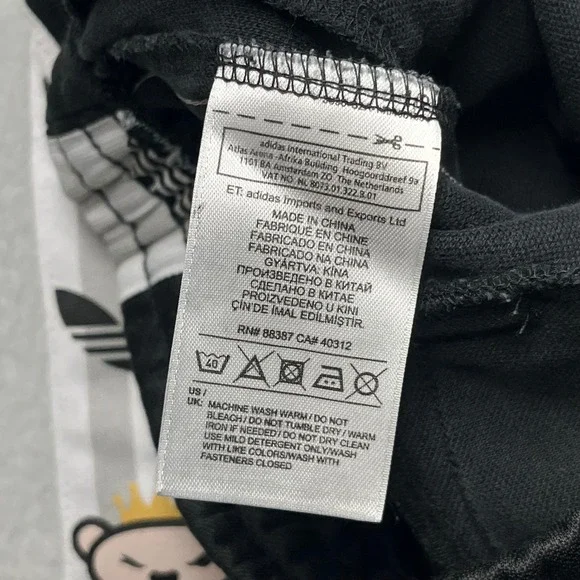 adidas International Trading BV
Atlas Arena -Afrika Building Hoogoorddreef 9a
1101 BA Amsterdam ZO The Netherlands
VAT NO. NL 8073.01.322.B.01
ET: adidas Imports and Exports Ltd
MADE IN CHINA
FABRIQUÉ EN CHINE
FABRICADO EN CHINA
FABRICADO NA CHINA
GYÁRTVA: KÍNA
ПРОИЗВЕДЕНО В КИТАЙ
СДЕЛАНО В КИТАЕ
PROIZVEDENO U KINI
ÇİN'DE İMAL EDİLMİŞTİR.
RN# 88387 CA# 40312
40
US /
UK: MACHINE WASH WARM / DO NOT
BLEACH / DO NOT TUMBLE DRY / WARM
IRON IF NEEDED / DO NOT DRY CLEAN
USE MILD DETERGENT ONLY/WASH
WITH LIKE COLORS/WASH WITH
FASTENERS CLOSED